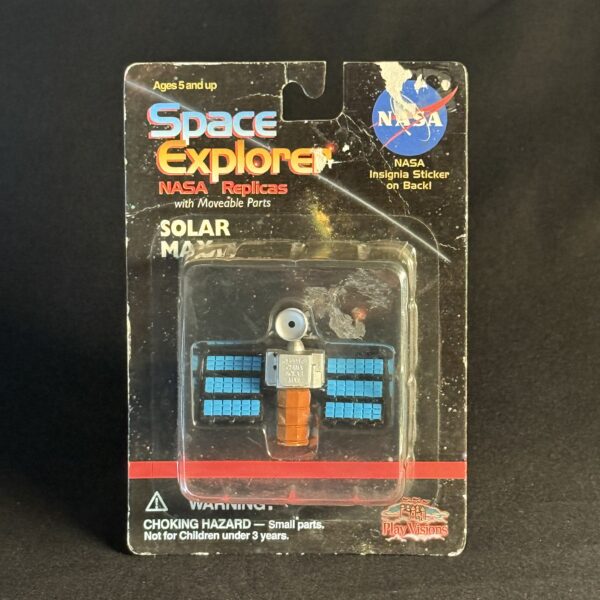 Ages 5 and up
Space
Explorer
NASA Replicas
with Moveable Parts
SOLAR
NASA
NASA
Insignia Sticker
on Back!
WARNING:
CHOKING HAZARD — Small parts.
Not for Children under 3 years.
Play Visions